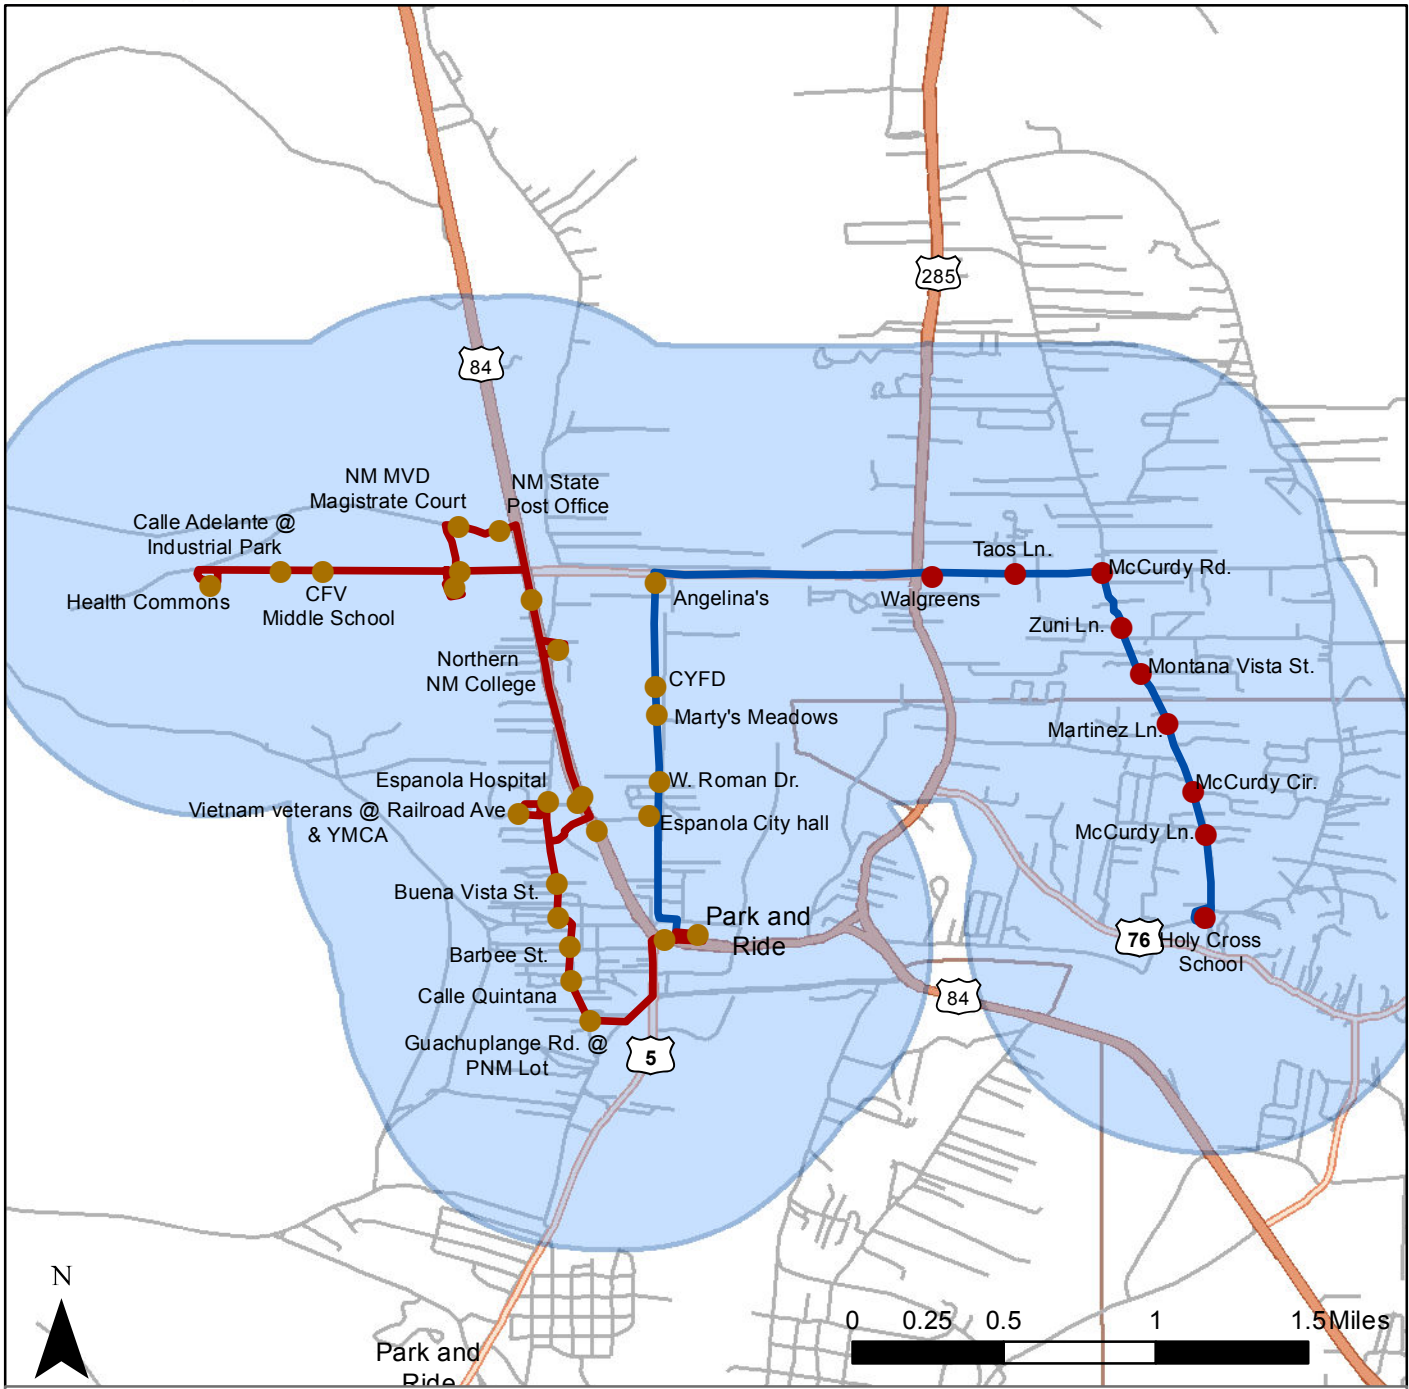 285
84
NM MVD
Magistrate Court
NM State
Post Office
Calle Adelante @
Industrial Park
Health Commons
CFV
Middle School
Northern
NM College
Angelina's
Walgreens
Taos Ln.
McCurdy Rd.
Zuni Ln.
Montana Vista St.
CYFD
Marty's Meadows
Martinez Ln.
Espanola Hospital
W. Roman Dr.
McCurdy Cir.
Vietnam veterans @ Railroad Ave
& YMCA
Espanola City hall
McCurdy Ln.
Buena Vista St.
Park and
Ride
Barbee St.
76
Holy Cross
School
Calle Quintana
84
Guachuplange Rd. @
PNM Lot
5
N
0 0.25 0.5 1 1.5 Miles
Park and
Ride